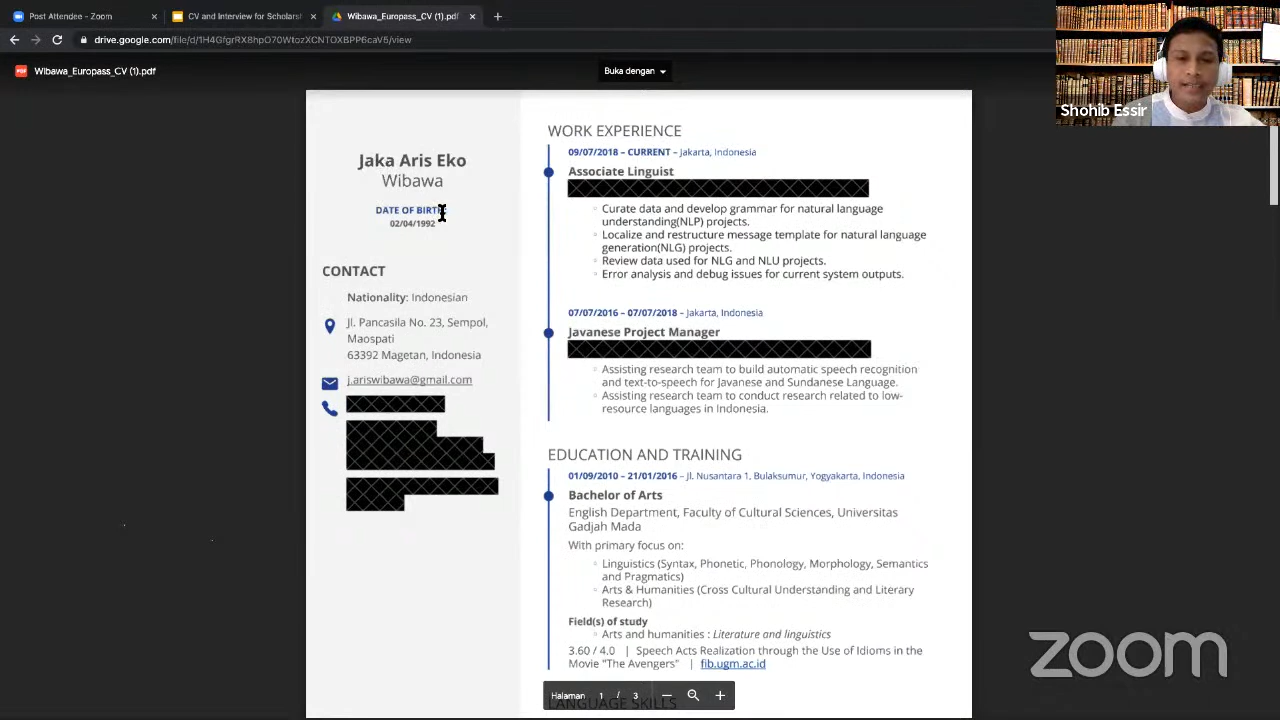 Post Attendee - Zoom
CV and Interview for Scholarsh
Wibawa_Europass_CV (1).pdf
drive.google.com/file/d/1H4GfgrRX8hpO70WtozXCNTOXBPP6caV5/view
Wibawa_Europass_CV (1).pdf
Buka dengan
Shohib Essir
Jaka Aris Eko
Wibawa
DATE OF BIRTH:
02/04/1992
CONTACT
Nationality: Indonesian
Jl. Pancasila No. 23, Sempol,
Maospati
63392 Magetan, Indonesia
j.ariswibawa@gmail.com
WORK EXPERIENCE
09/07/2018 – CURRENT – Jakarta, Indonesia
Associate Linguist
Curate data and develop grammar for natural language
understanding(NLP) projects.
Localize and restructure message template for natural language
generation(NLG) projects.
Review data used for NLG and NLU projects.
Error analysis and debug issues for current system outputs.
07/07/2016 – 07/07/2018 – Jakarta, Indonesia
Javanese Project Manager
Assisting research team to build automatic speech recognition
and text-to-speech for Javanese and Sundanese Language.
Assisting research team to conduct research related to low-
resource languages in Indonesia.
EDUCATION AND TRAINING
01/09/2010 – 21/01/2016 – Jl. Nusantara 1, Bulaksumur, Yogyakarta, Indonesia
Bachelor of Arts
English Department, Faculty of Cultural Sciences, Universitas
Gadjah Mada
With primary focus on:
Linguistics (Syntax, Phonetic, Phonology, Morphology, Semantics
and Pragmatics)
Arts & Humanities (Cross Cultural Understanding and Literary
Research)
Field(s) of study
Arts and humanities : Literature and linguistics
3.60 / 4.0 | Speech Acts Realization through the Use of Idioms in the
Movie "The Avengers" | fib.ugm.ac.id
LANGUAGE SKILLS
Halaman 1 / 3
zoom